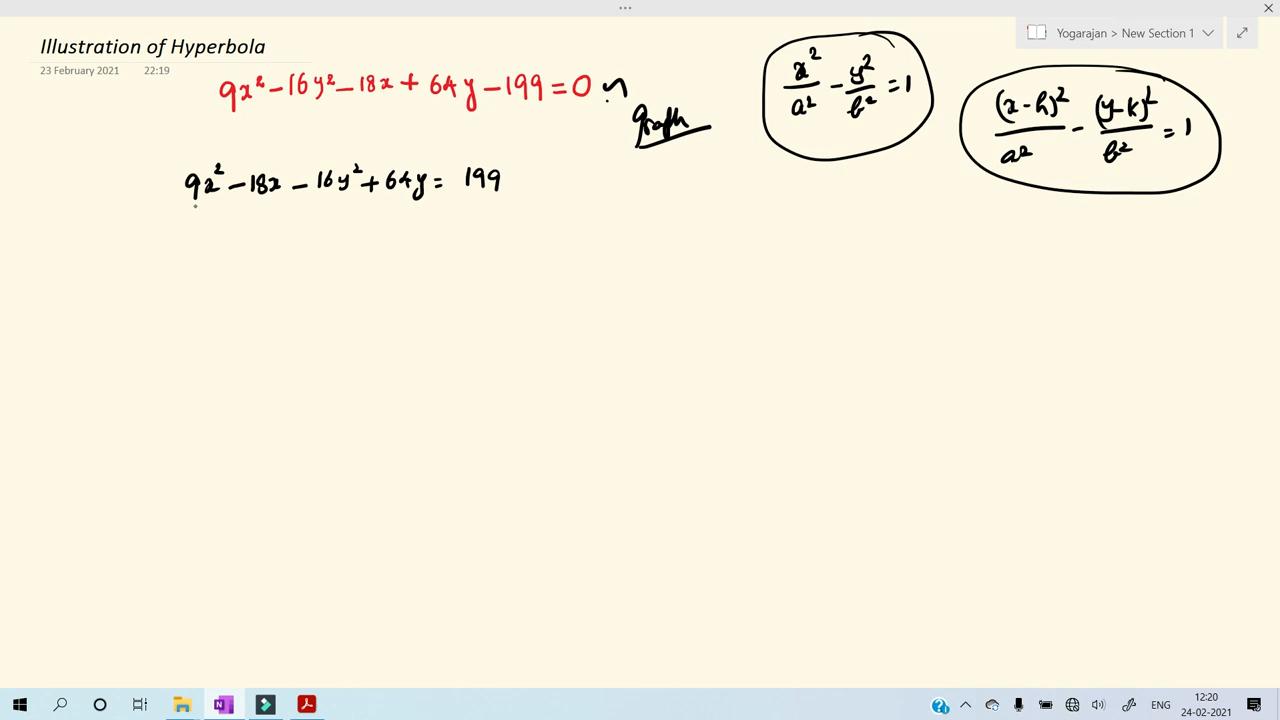 Illustration of Hyperbola
23 February 2021 22:19
Yogarajan > New Section 1
9x² - 16y² - 18x + 64y - 199 = 0
graph
x²/a² - y²/b² = 1
(x-h)²/a² - (y-k)²/b² = 1
9x² - 18x - 16y² + 64y = 199
ENG
12:20
24-02-2021